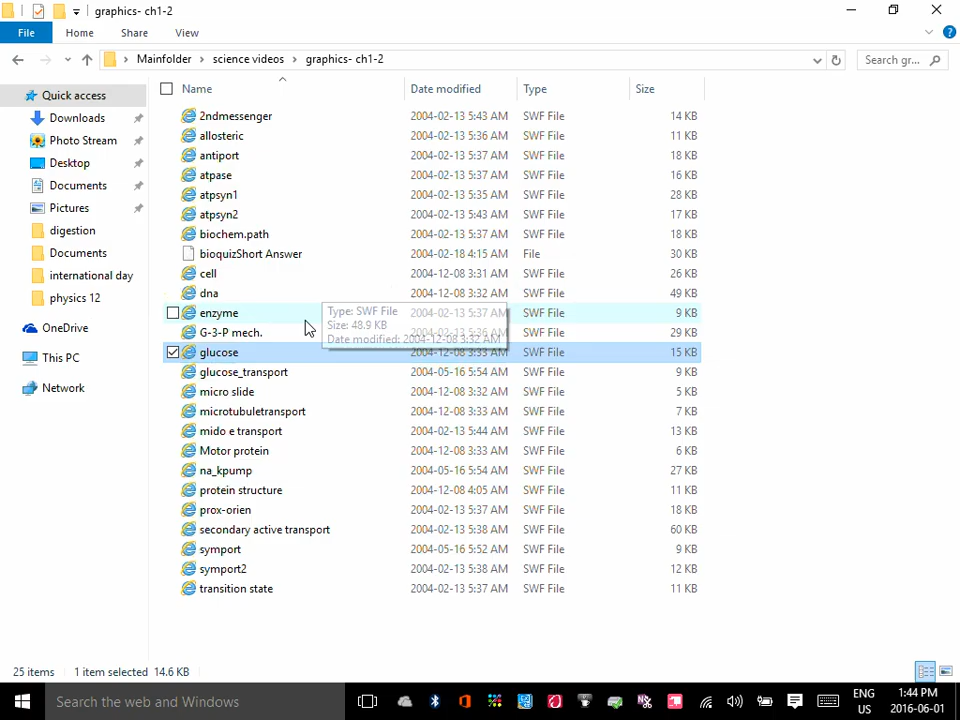 graphics- ch1-2
File Home Share View
Mainfolder science videos graphics- ch1-2 Search gr...
Name Date modified Type Size
Quick access
Downloads
Photo Stream
Desktop
Documents
Pictures
digestion
Documents
international day
physics 12
OneDrive
This PC
Network
2ndmessenger 2004-02-13 5:43 AM SWF File 14 KB
allosteric 2004-02-13 5:36 AM SWF File 11 KB
antiport 2004-02-13 5:37 AM SWF File 18 KB
atpase 2004-02-13 5:37 AM SWF File 16 KB
atpsyn1 2004-02-13 5:35 AM SWF File 28 KB
atpsyn2 2004-02-13 5:43 AM SWF File 17 KB
biochem.path 2004-02-13 5:37 AM SWF File 18 KB
bioquizShort Answer 2004-02-18 4:15 AM File 30 KB
cell 2004-12-08 3:31 AM SWF File 26 KB
dna 2004-12-08 3:32 AM SWF File 49 KB
enzyme 2004-02-13 5:37 AM SWF File 9 KB
G-3-P mech. 2004-02-13 5:36 AM SWF File 29 KB
glucose 2004-12-08 3:33 AM SWF File 15 KB
glucose_transport 2004-05-16 5:54 AM SWF File 9 KB
micro slide 2004-12-08 3:32 AM SWF File 5 KB
microtubuletransport 2004-12-08 3:33 AM SWF File 7 KB
mido e transport 2004-02-13 5:44 AM SWF File 13 KB
Motor protein 2004-12-08 3:33 AM SWF File 6 KB
na_kpump 2004-05-16 5:54 AM SWF File 27 KB
protein structure 2004-12-08 4:05 AM SWF File 11 KB
prox-orien 2004-02-13 5:37 AM SWF File 18 KB
secondary active transport 2004-02-13 5:38 AM SWF File 60 KB
symport 2004-05-16 5:52 AM SWF File 9 KB
symport2 2004-02-13 5:38 AM SWF File 12 KB
transition state 2004-02-13 5:37 AM SWF File 11 KB
Type: SWF File
Size: 48.9 KB
Date modified: 2004-12-08 3:32 AM
25 items 1 item selected 14.6 KB
Search the web and Windows
ENG
US
1:44 PM
2016-06-01